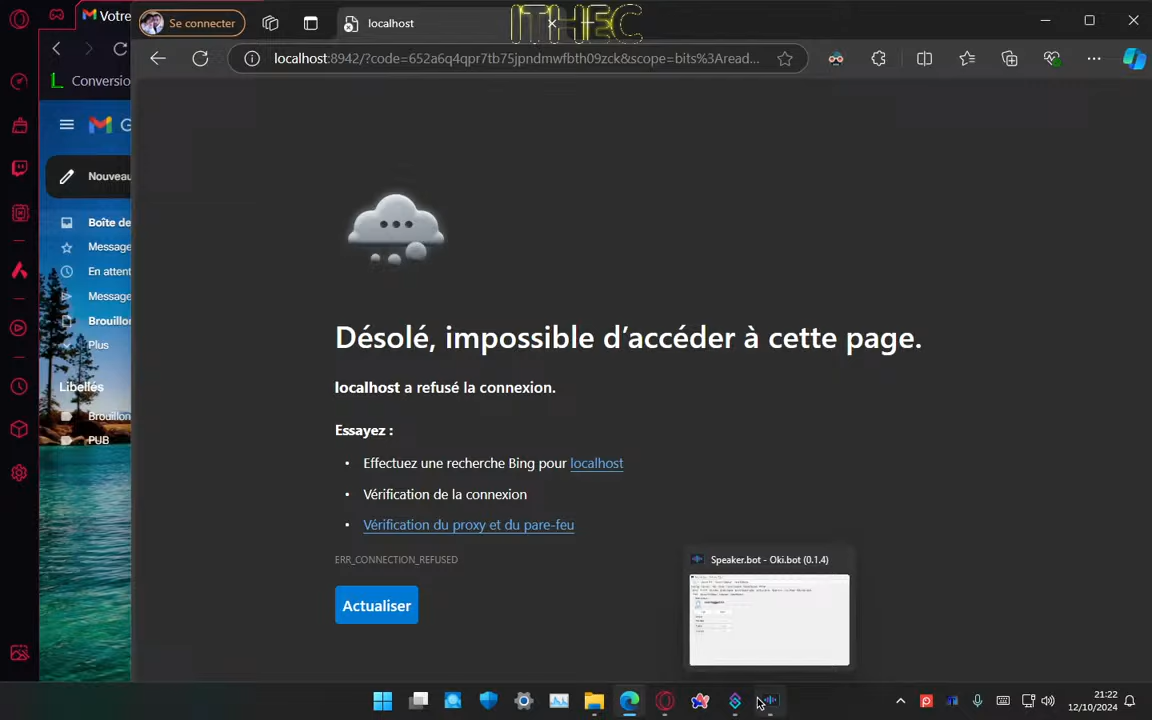 Votre
Se connecter
localhost
ITHEC
localhost:8942/?code=652a6q4qpr7tb75jpndmwfbth09zck&scope=bits%3Aread...
Conversio
G
Nouveau
Boîte de
Message
En attent
Message
Brouillon
Plus
Libellés
Brouillon
PUB
Désolé, impossible d’accéder à cette page.
localhost a refusé la connexion.
Essayez :
• Effectuez une recherche Bing pour localhost
• Vérification de la connexion
• Vérification du proxy et du pare-feu
ERR_CONNECTION_REFUSED
Actualiser
Speaker.bot - Oki.bot (0.1.4)
21:22
12/10/2024